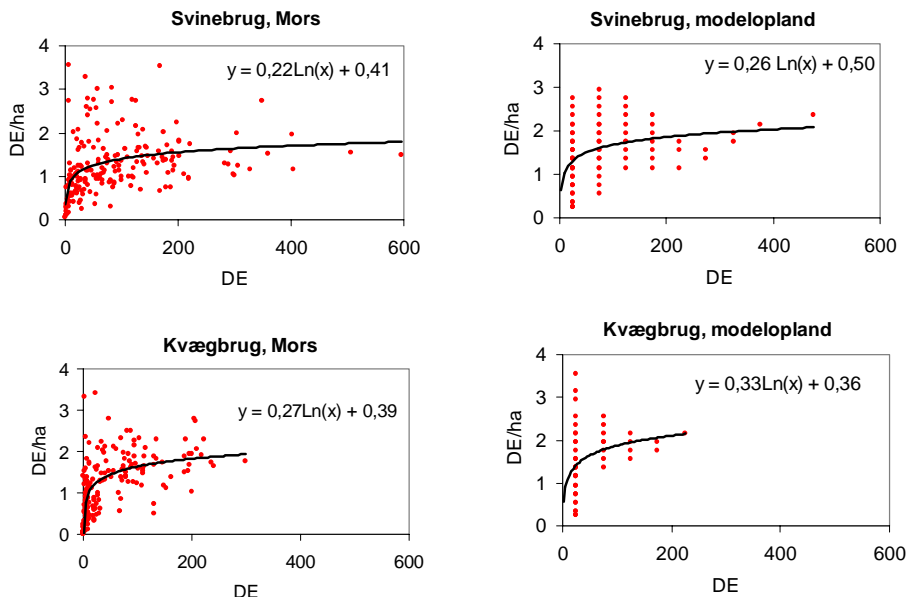 Svinebrug, Mors
y = 0,22Ln(x) + 0,41
DE/ha
4
3
2
1
0
0 200 400 600
DE
Svinebrug, modelopland
y = 0,26 Ln(x) + 0,50
DE/ha
4
3
2
1
0
0 200 400 600
DE
Kvægbrug, Mors
y = 0,27Ln(x) + 0,39
DE/ha
4
3
2
1
0
0 200 400 600
DE
Kvægbrug, modelopland
y = 0,33Ln(x) + 0,36
DE/ha
4
3
2
1
0
0 200 400 600
DE